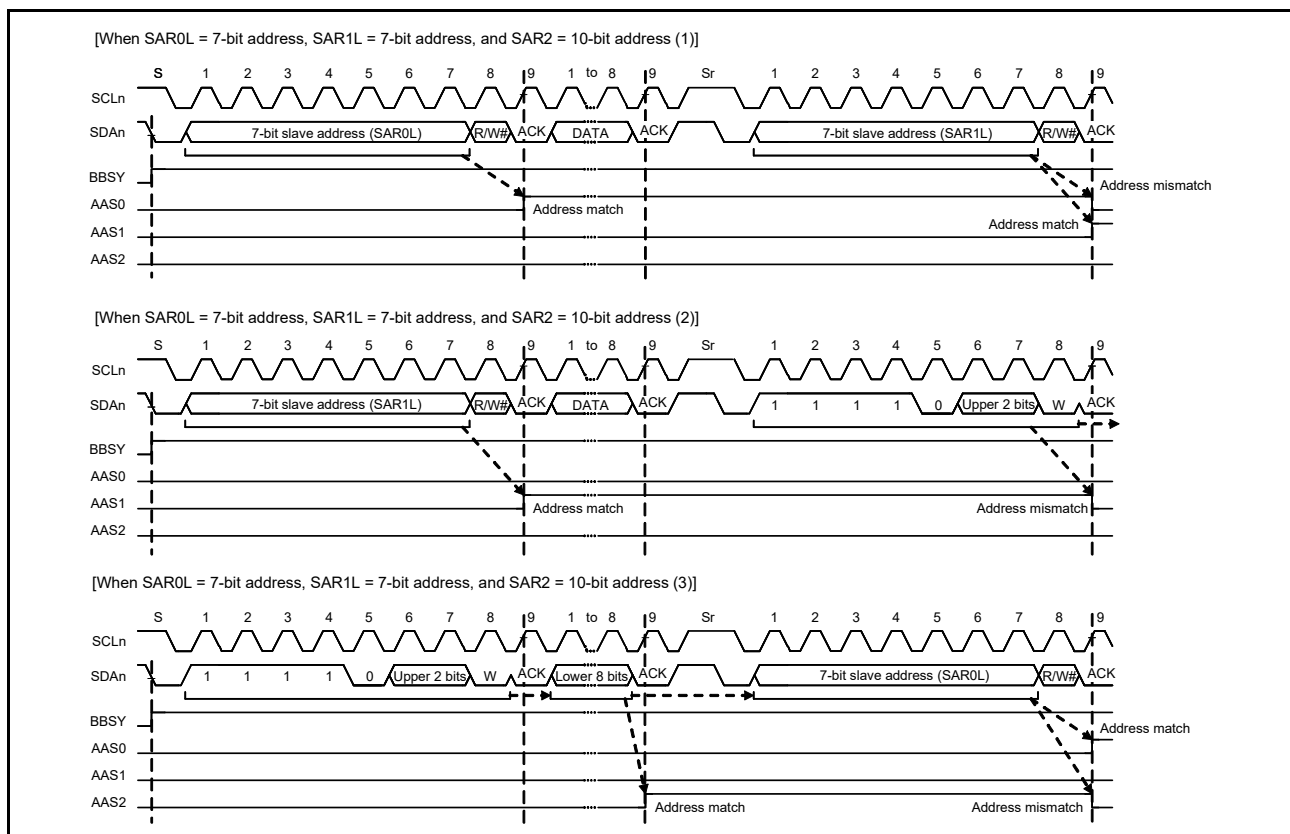 [When SAR0L = 7-bit address, SAR1L = 7-bit address, and SAR2 = 10-bit address (1)]
S 1 2 3 4 5 6 7 8 9 1 to 8 9 Sr 1 2 3 4 5 6 7 8 9
SCLn
SDAn 7-bit slave address (SAR0L) R/W# ACK DATA ACK 7-bit slave address (SAR1L) R/W# ACK
BBSY
Address mismatch
AAS0 Address match
Address match
AAS1
AAS2
[When SAR0L = 7-bit address, SAR1L = 7-bit address, and SAR2 = 10-bit address (2)]
S 1 2 3 4 5 6 7 8 9 1 to 8 9 Sr 1 2 3 4 5 6 7 8 9
SCLn
SDAn 7-bit slave address (SAR1L) R/W# ACK DATA ACK 1 1 1 1 0 Upper 2 bits W ACK
BBSY
AAS0
AAS1 Address match Address mismatch
AAS2
[When SAR0L = 7-bit address, SAR1L = 7-bit address, and SAR2 = 10-bit address (3)]
S 1 2 3 4 5 6 7 8 9 1 to 8 9 Sr 1 2 3 4 5 6 7 8 9
SCLn
SDAn 1 1 1 1 0 Upper 2 bits W ACK Lower 8 bits ACK 7-bit slave address (SAR0L) R/W# ACK
BBSY
Address match
AAS0
AAS1
AAS2 Address match Address mismatch